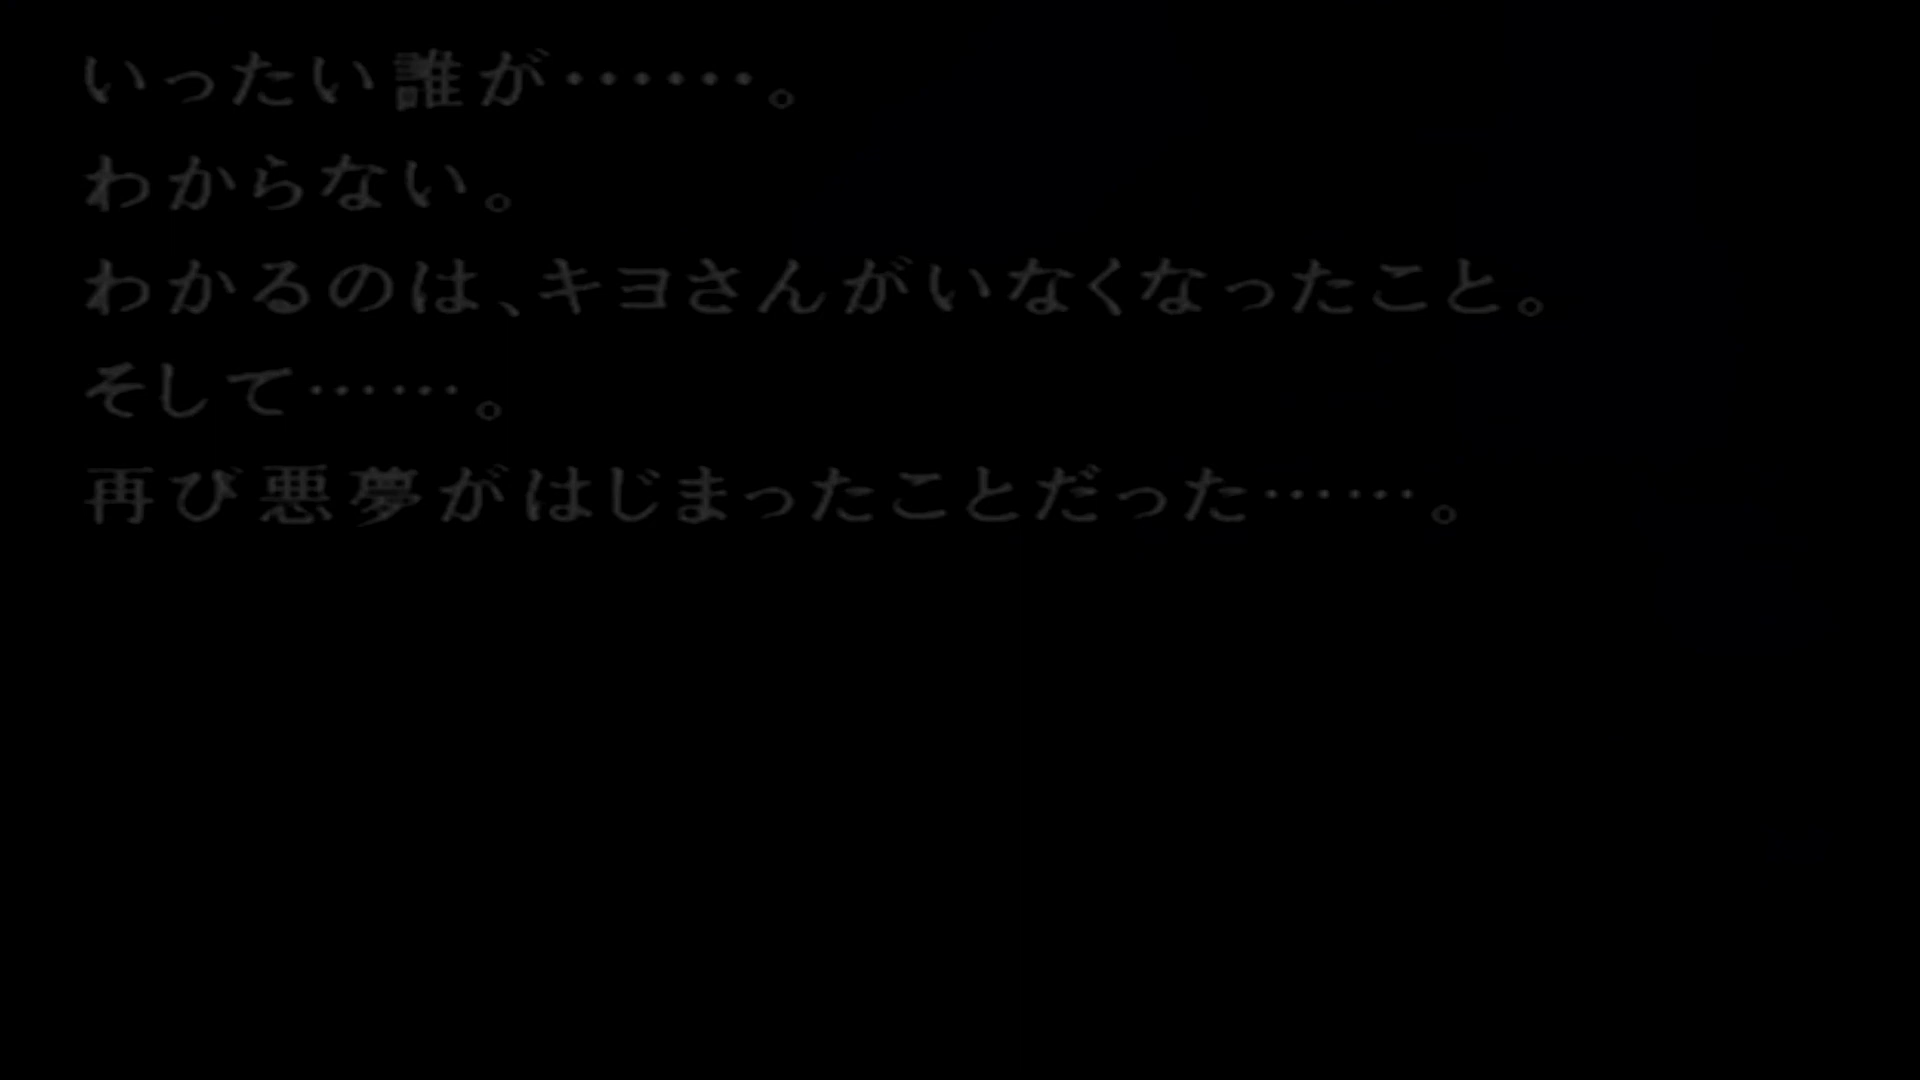 いったい誰が……。
わからない。
わかるのは、キヨさんがいなくなったこと。
そして……。
再び悪夢がはじまったことだった……。